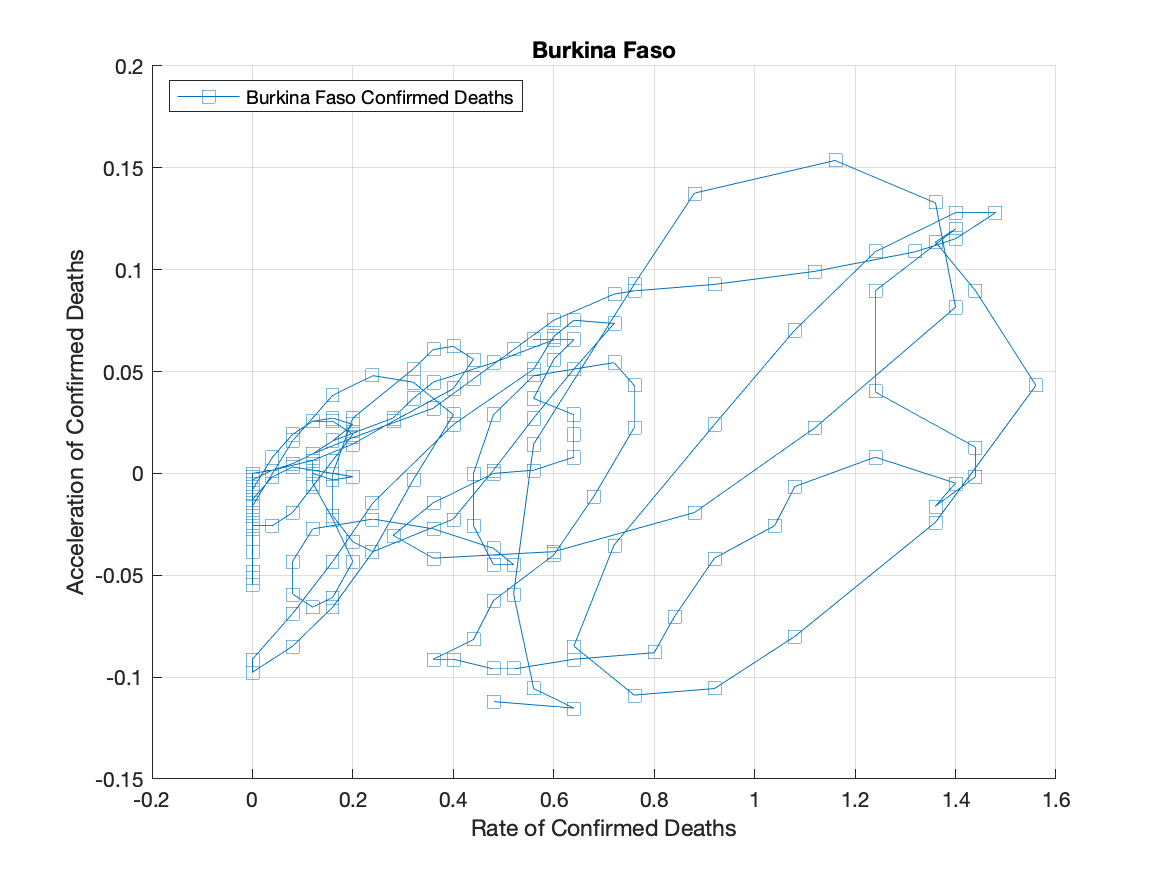 Burkina Faso
Burkina Faso Confirmed Deaths
0.2
0.15
0.1
0.05
0
-0.05
-0.1
-0.15
Acceleration of Confirmed Deaths
-0.2 0 0.2 0.4 0.6 0.8 1 1.2 1.4 1.6
Rate of Confirmed Deaths